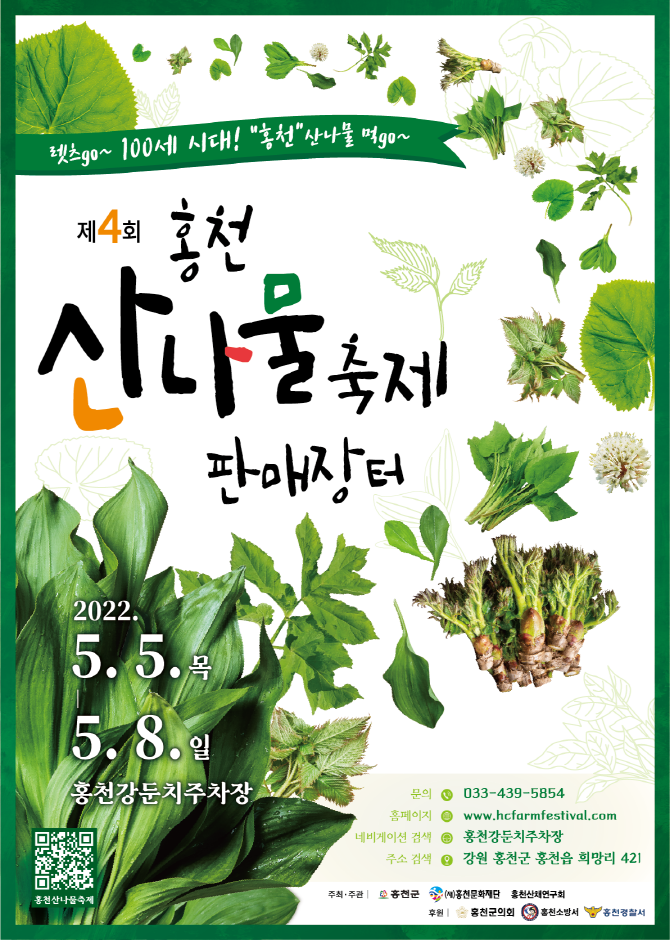 렛츠go~ 100세 시대! "홍천"산나물 먹go~
제4회 홍천
산나물 축제
판매장터
2022.
5. 5. 목
5. 8. 일
홍천강둔치주차장
홍천산나물축제
문의 033-439-5854
홈페이지 www.hcfarmfestival.com
네비게이션 검색 홍천강둔치주차장
주소 검색 강원 홍천군 홍천읍 희망리 421
주최·주관 | 홍천군 (재)홍천문화재단 홍천산채연구회
후원 | 홍천군의회 홍천소방서 홍천경찰서